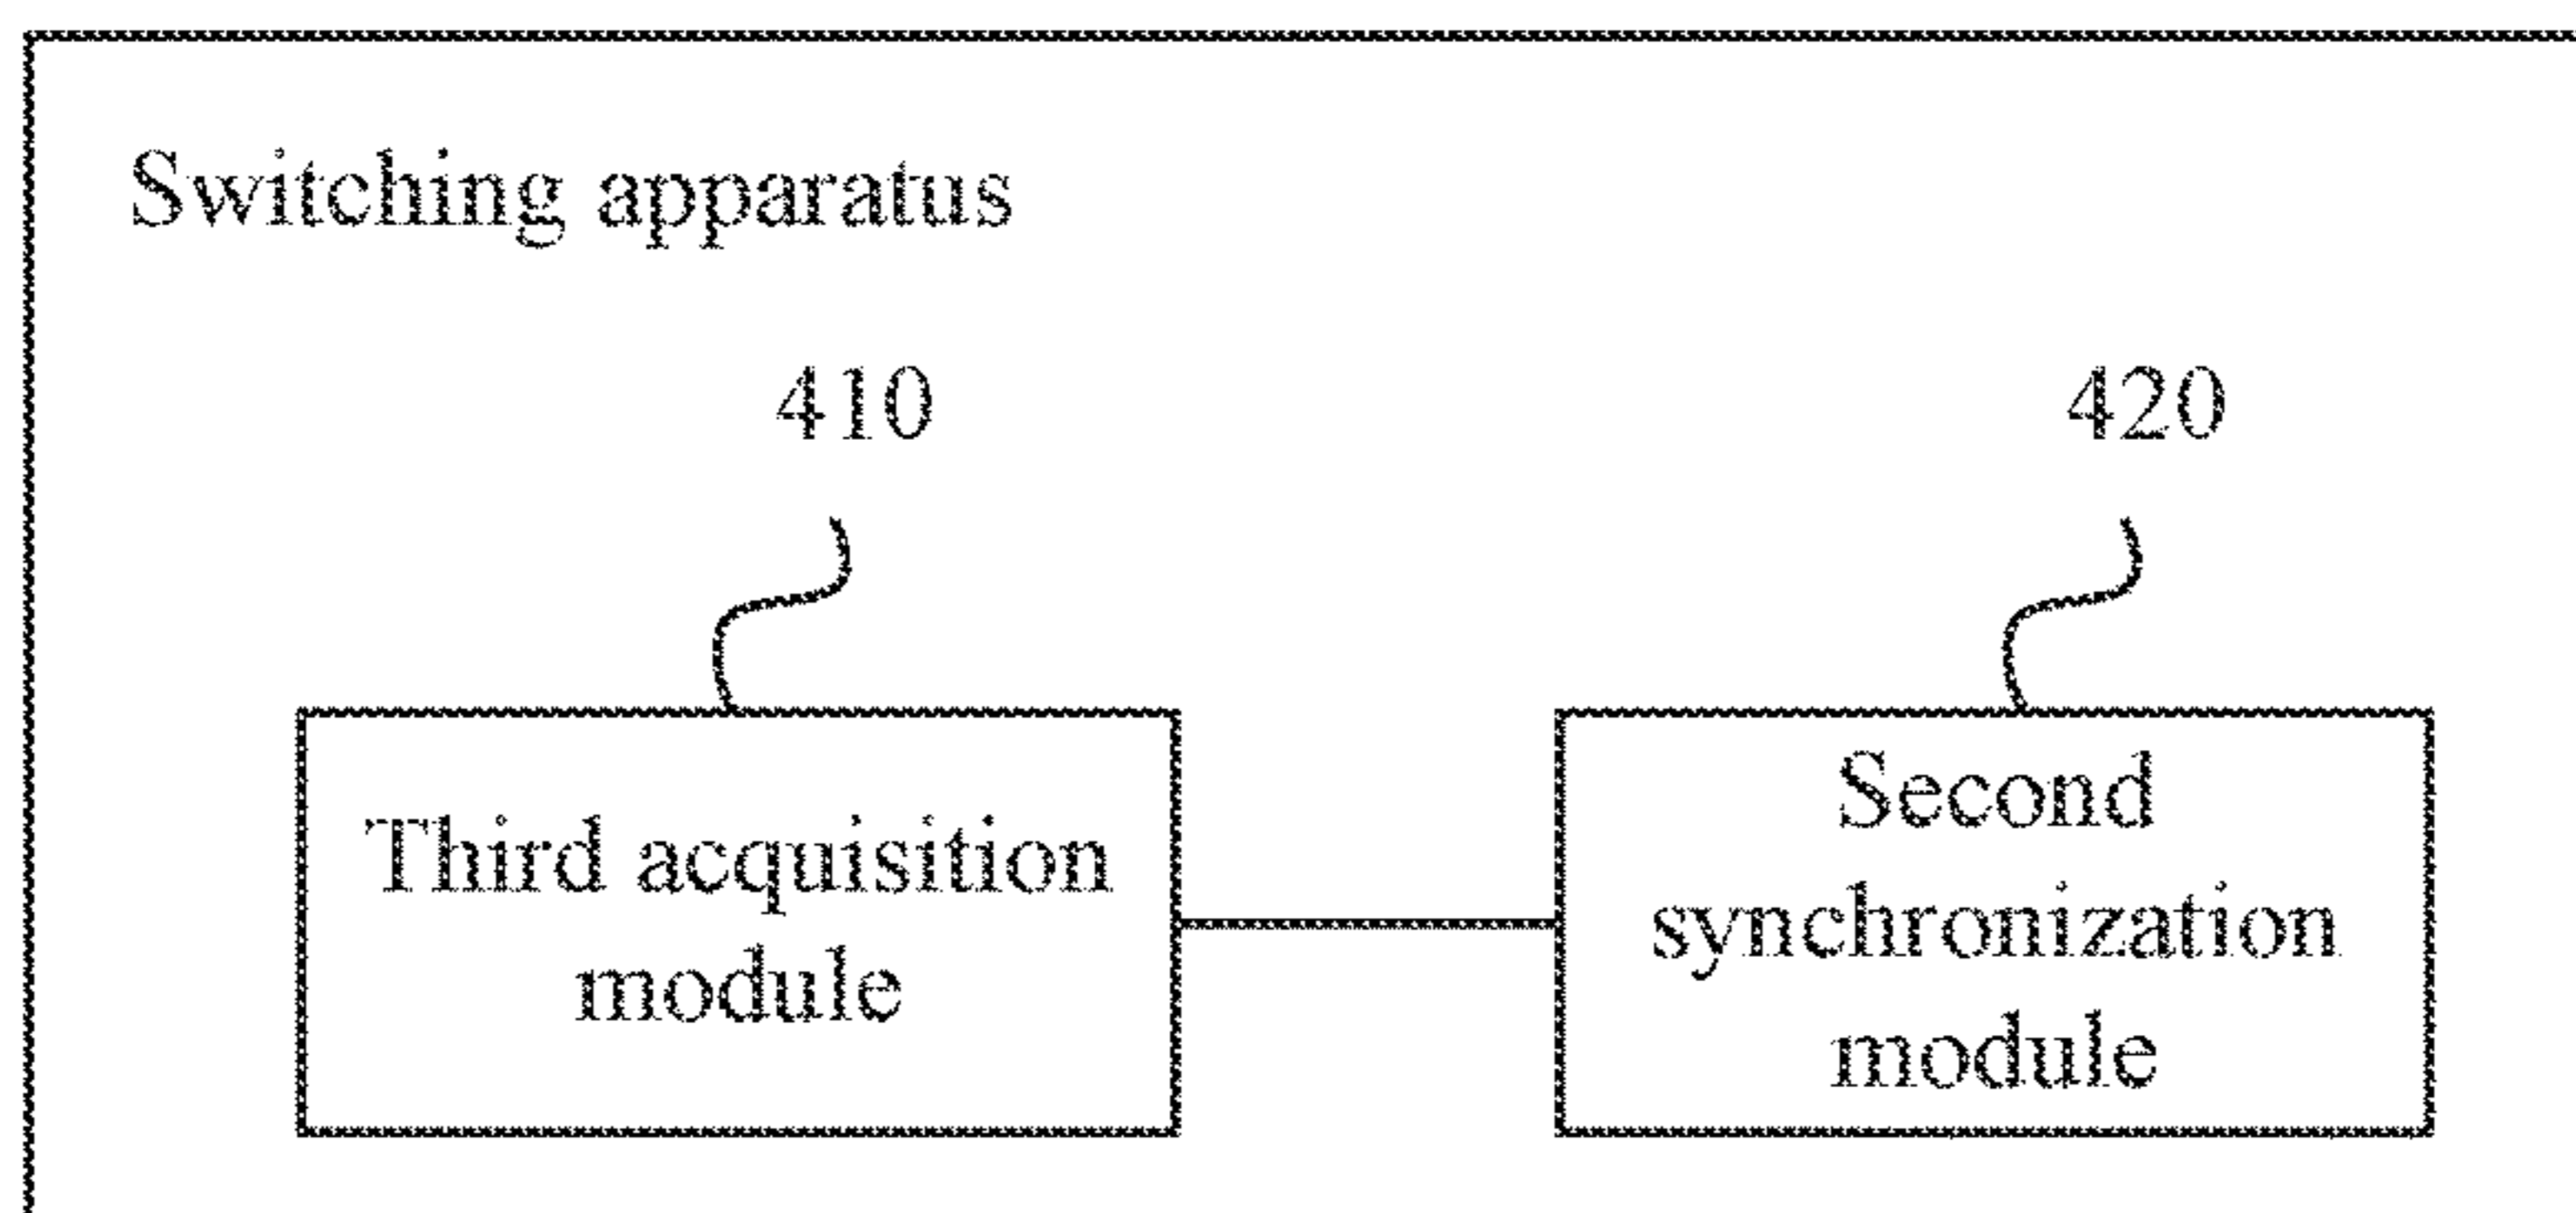 Switching apparatus
410
420
Third acquisition
module
Second
synchronization
module